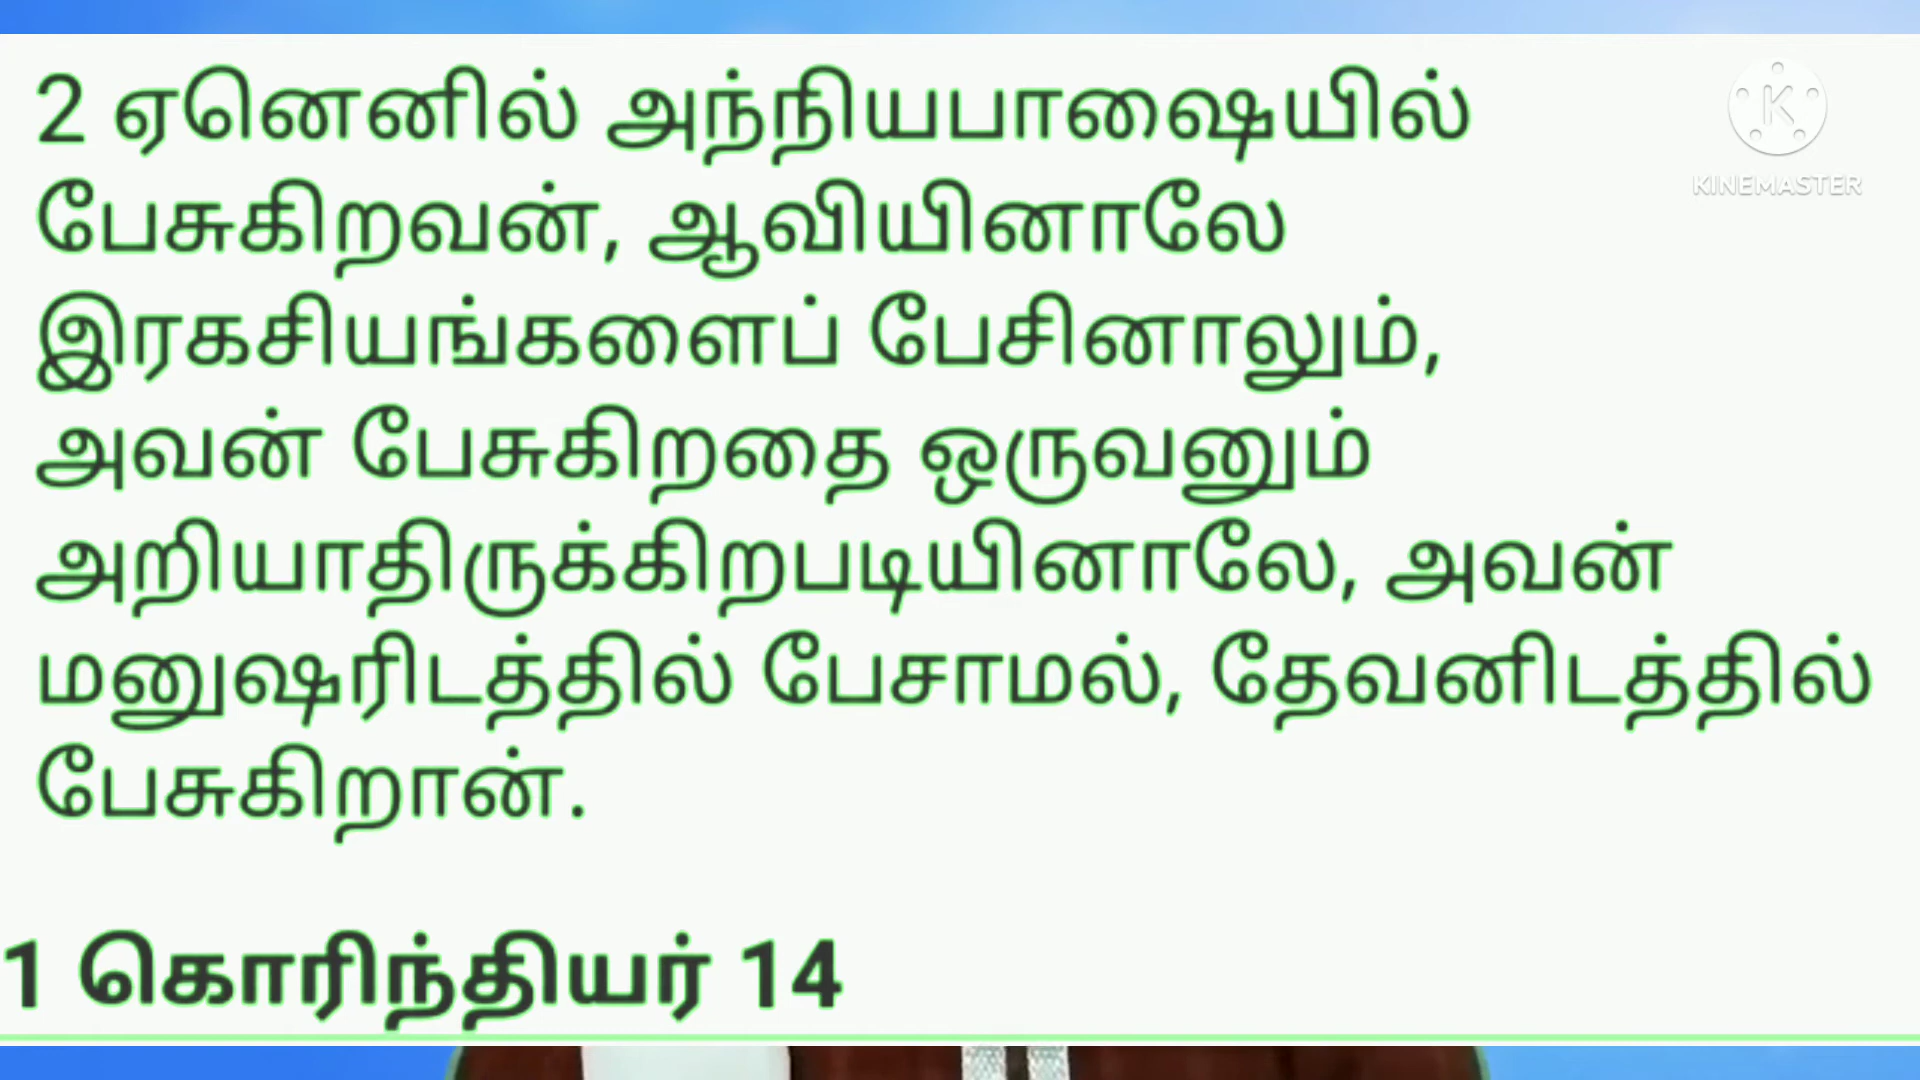 2 ஏனெனில் அந்நியபாஷையில்
பேசுகிறவன், ஆவியினாலே
இரகசியங்களைப் பேசினாலும்,
அவன் பேசுகிறதை ஒருவனும்
அறியாதிருக்கிறபடியினாலே, அவன்
மனுஷரிடத்தில் பேசாமல், தேவனிடத்தில்
பேசுகிறான்.
1 கொரிந்தியர் 14
K
KINEMASTER